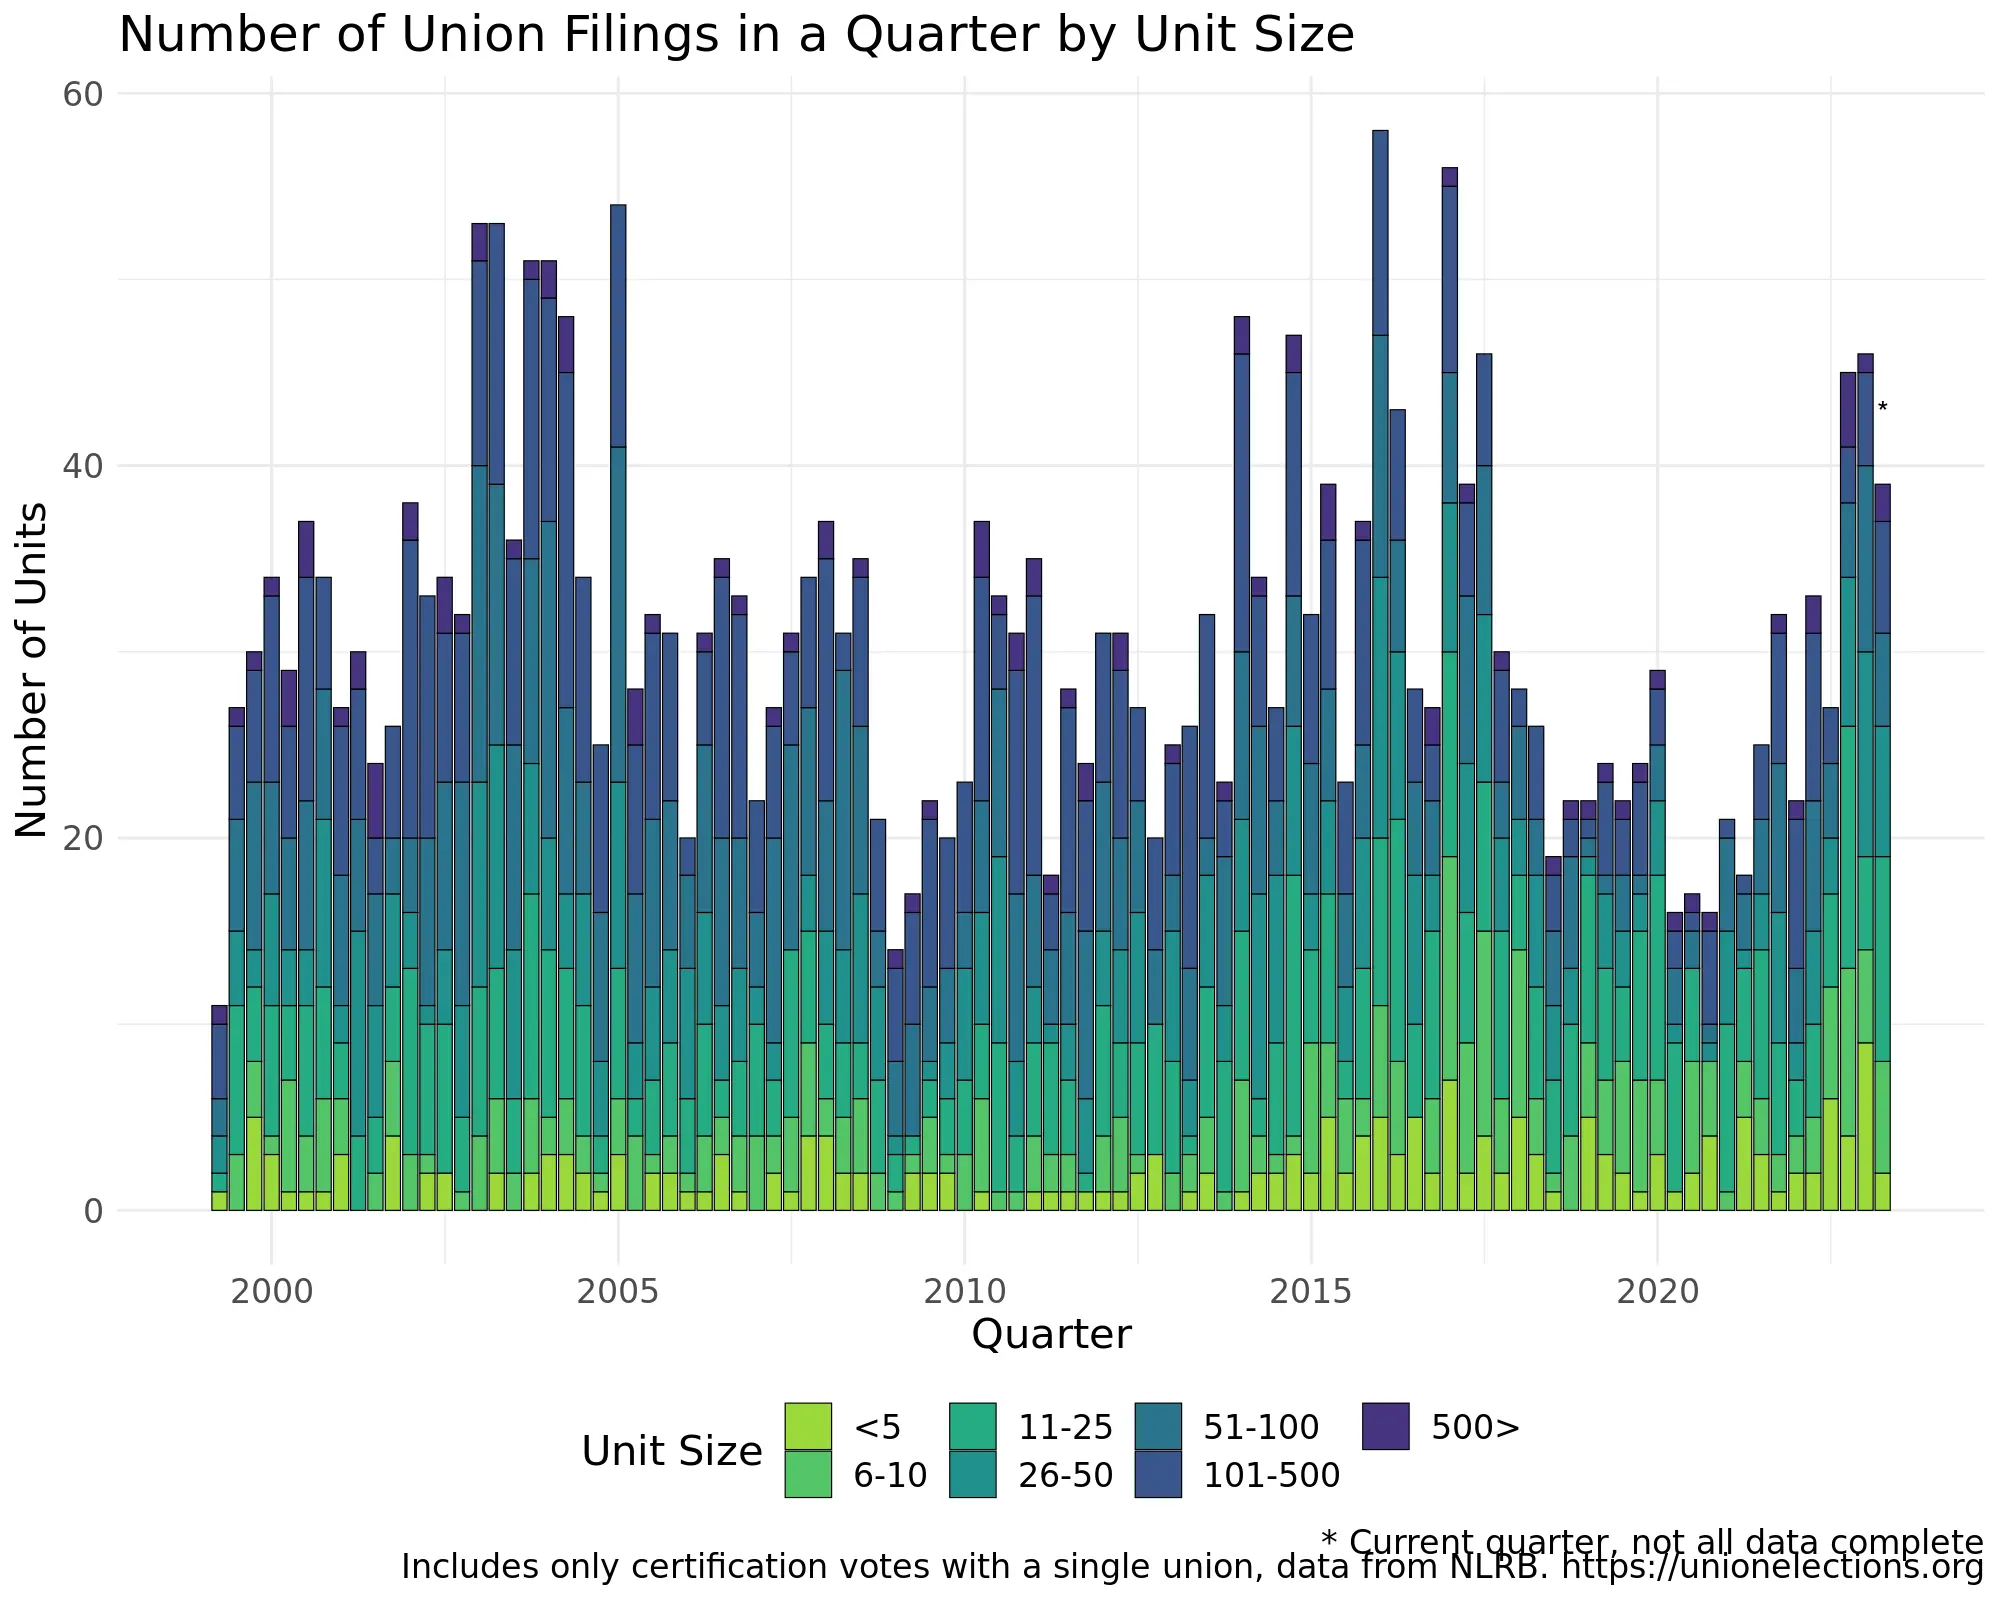 Number of Union Filings in a Quarter by Unit Size
60
40
20
0
Number of Units
*
2000 2005 2010 2015 2020
Quarter
Unit Size
<5 11-25 51-100 500>
6-10 26-50 101-500
* Current quarter, not all data complete
Includes only certification votes with a single union, data from NLRB. https://unionelections.org